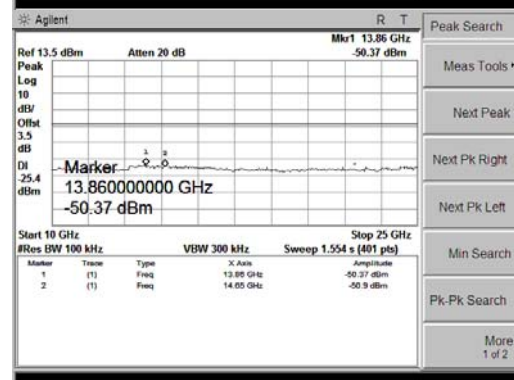 Agilent R T
Mkr1 13.86 GHz
Ref 13.5 dBm Atten 20 dB -50.37 dBm
Peak
Log
10
dB/
Offst
3.5
dB
DI
-25.4
dBm
1 2
Marker
13.860000000 GHz
-50.37 dBm
Start 10 GHz Stop 25 GHz
#Res BW 100 kHz VBW 300 kHz Sweep 1.554 s (401 pts)
Marker Trace Type X Axis Amplitude
1 (1) Freq 13.86 GHz -50.37 dBm
2 (1) Freq 14.65 GHz -50.9 dBm
Peak Search
Meas Tools
Next Peak
Next Pk Right
Next Pk Left
Min Search
Pk-Pk Search
More
1 of 2